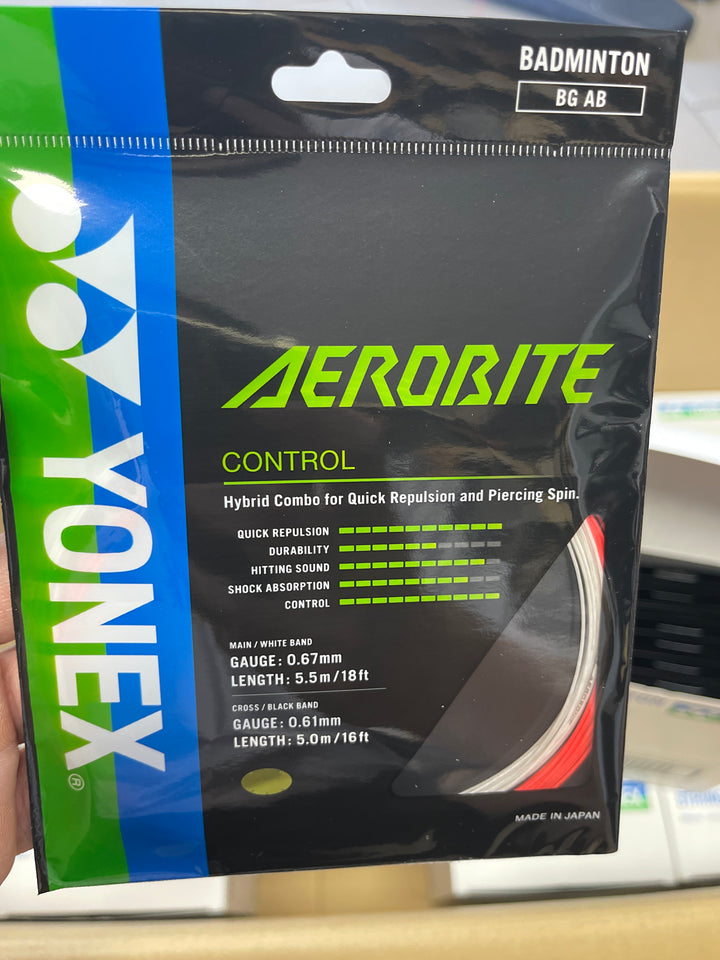 BADMINTON
BG AB
YONEX®
AEROBITE
CONTROL
Hybrid Combo for Quick Repulsion and Piercing Spin.
QUICK REPULSION
DURABILITY
HITTING SOUND
SHOCK ABSORPTION
CONTROL
MAIN / WHITE BAND
GAUGE: 0.67mm
LENGTH: 5.5m/18ft
CROSS / BLACK BAND
GAUGE: 0.61mm
LENGTH: 5.0m/16ft
MADE IN JAPAN